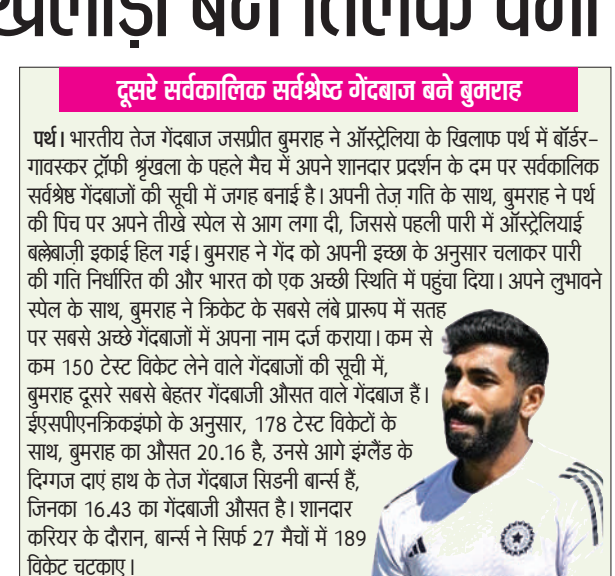 खिलाड़ी बने तिलक वर्मा
दूसरे सर्वकालिक सर्वश्रेष्ठ गेंदबाज बने बुमराह
पर्थ। भारतीय तेज गेंदबाज जसप्रीत बुमराह ने ऑस्ट्रेलिया के खिलाफ पर्थ में बॉर्डर-
गावस्कर ट्रॉफी श्रृंखला के पहले मैच में अपने शानदार प्रदर्शन के दम पर सर्वकालिक
सर्वश्रेष्ठ गेंदबाजों की सूची में जगह बनाई है। अपनी तेज़ गति के साथ, बुमराह ने पर्थ
की पिच पर अपने तीखे स्पेल से आग लगा दी, जिससे पहली पारी में ऑस्ट्रेलियाई
बल्लेबाज़ी इकाई हिल गई। बुमराह ने गेंद को अपनी इच्छा के अनुसार चलाकर पारी
की गति निर्धारित की और भारत को एक अच्छी स्थिति में पहुंचा दिया। अपने लुभावने
स्पेल के साथ, बुमराह ने क्रिकेट के सबसे लंबे प्रारूप में सतह
पर सबसे अच्छे गेंदबाजों में अपना नाम दर्ज कराया। कम से
कम 150 टेस्ट विकेट लेने वाले गेंदबाजों की सूची में,
बुमराह दूसरे सबसे बेहतर गेंदबाजी औसत वाले गेंदबाज हैं।
ईएसपीएनक्रिकइंफो के अनुसार, 178 टेस्ट विकेटों के
साथ, बुमराह का औसत 20.16 है, उनसे आगे इंग्लैंड के
दिग्गज दाएं हाथ के तेज गेंदबाज सिडनी बार्न्स हैं,
जिनका 16.43 का गेंदबाजी औसत है। शानदार
करियर के दौरान, बार्न्स ने सिर्फ 27 मैचों में 189
विकेट चटकाए।